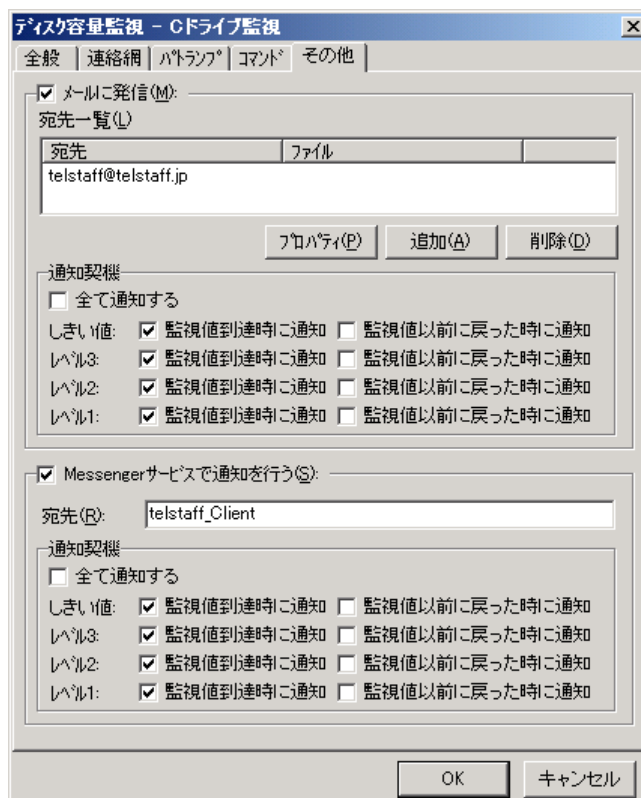 ディスク容量監視 - Cドライブ監視
全般 連絡網 パトランプ コマンド その他
メールに発信(M):
宛先一覧(L)
宛先 ファイル
telstaff@telstaff.jp
プロパティ(P) 追加(A) 削除(D)
通知契機
全て通知する
しきい値: 監視値到達時に通知 監視値以前に戻った時に通知
レベル3: 監視値到達時に通知 監視値以前に戻った時に通知
レベル2: 監視値到達時に通知 監視値以前に戻った時に通知
レベル1: 監視値到達時に通知 監視値以前に戻った時に通知
Messengerサービスで通知を行う(S):
宛先(R): telstaff_Client
通知契機
全て通知する
しきい値: 監視値到達時に通知 監視値以前に戻った時に通知
レベル3: 監視値到達時に通知 監視値以前に戻った時に通知
レベル2: 監視値到達時に通知 監視値以前に戻った時に通知
レベル1: 監視値到達時に通知 監視値以前に戻った時に通知
OK キャンセル